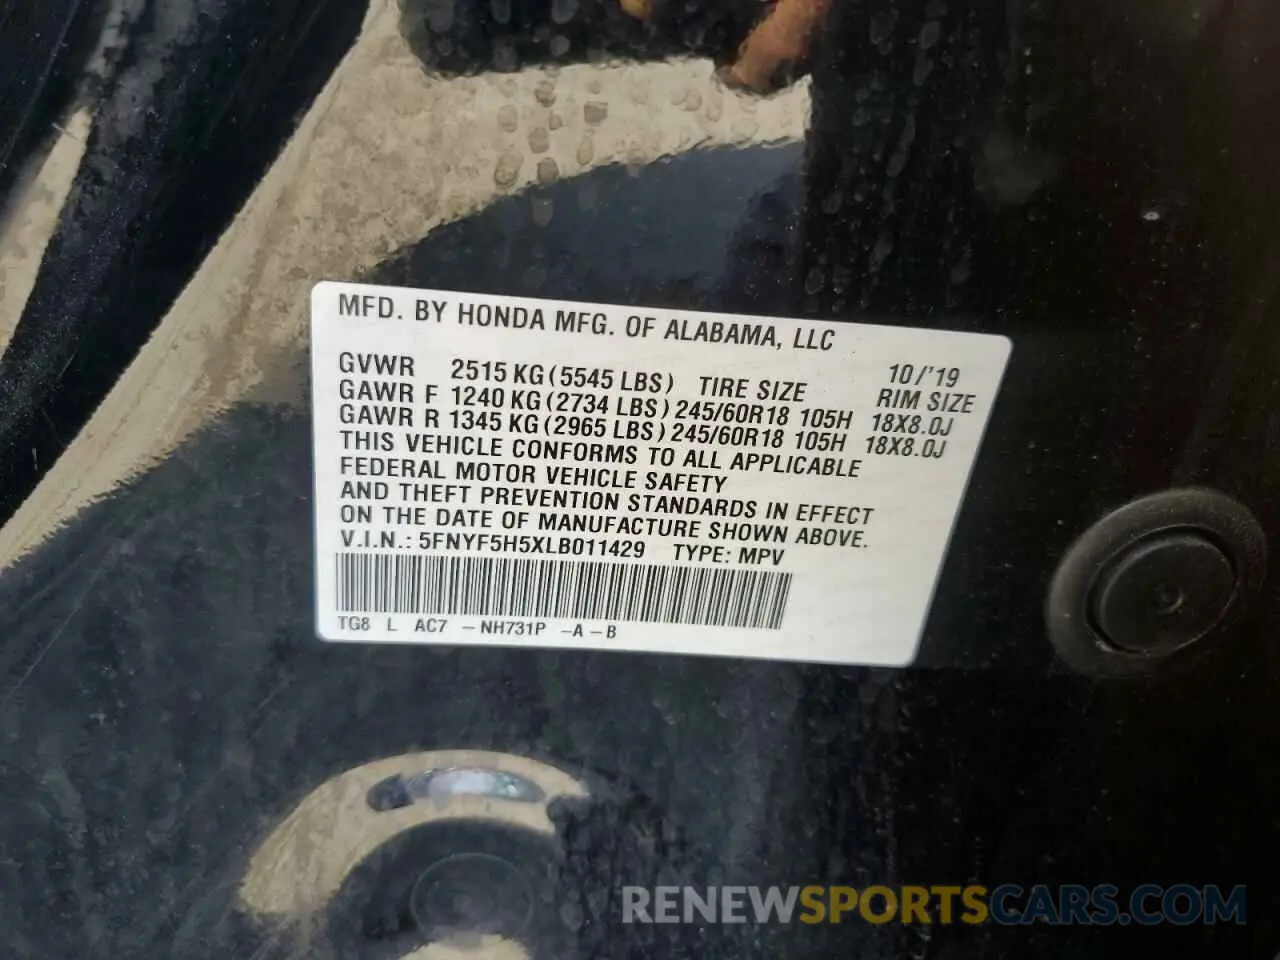 MFD. BY HONDA MFG. OF ALABAMA, LLC
10/'19
GVWR 2515 KG (5545 LBS) TIRE SIZE RIM SIZE
GAWR F 1240 KG (2734 LBS) 245/60R18 105H 18X8.0J
GAWR R 1345 KG (2965 LBS) 245/60R18 105H 18X8.0J
THIS VEHICLE CONFORMS TO ALL APPLICABLE
FEDERAL MOTOR VEHICLE SAFETY
AND THEFT PREVENTION STANDARDS IN EFFECT
ON THE DATE OF MANUFACTURE SHOWN ABOVE.
V.I.N.: 5FNYF5H5XLB011429 TYPE: MPV
TG8 L AC7 -NH731P -A-B
RENEWSPORTSCARS.COM